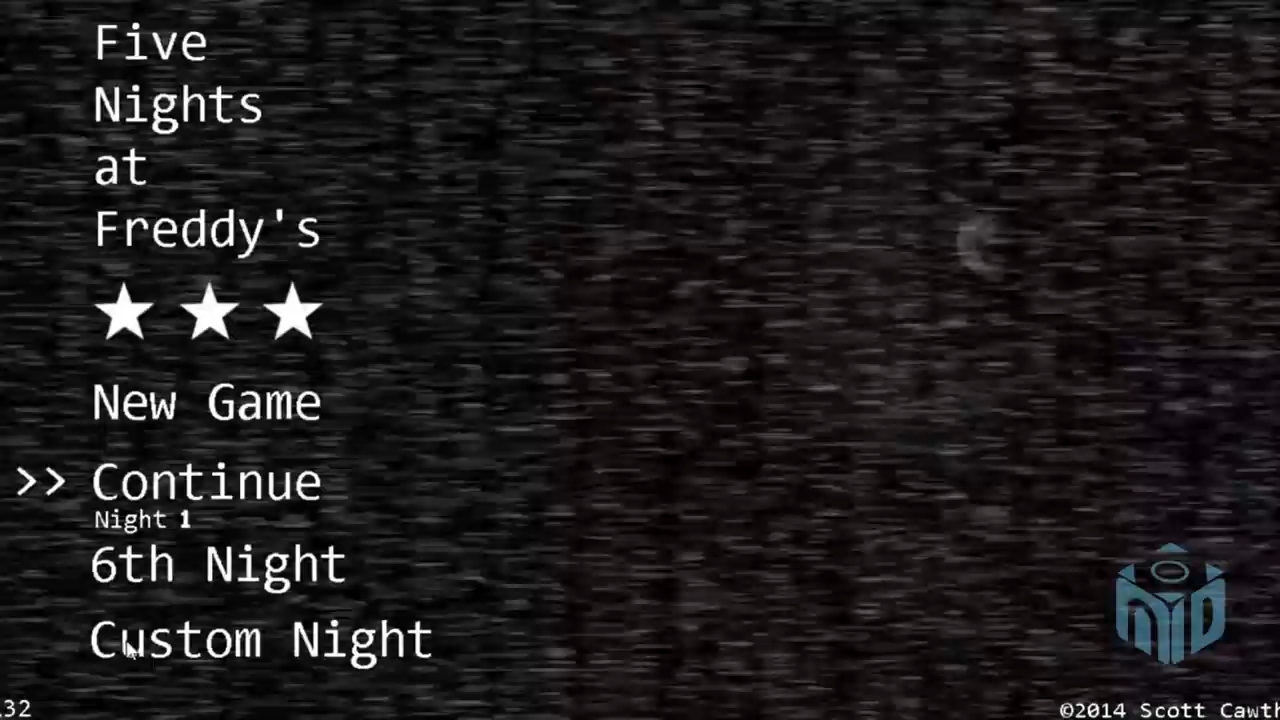 Five
Nights
at
Freddy's
★ ★ ★
New Game
>> Continue
Night 1
6th Night
Custom Night
.32
©2014 Scott Cawth